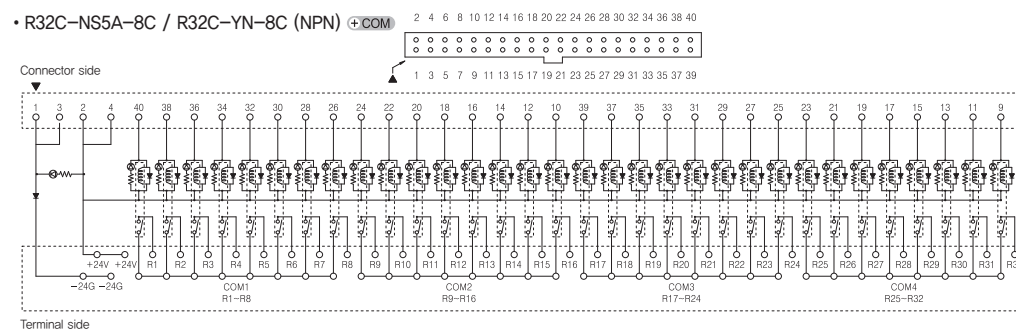 • R32C-NS5A-8C / R32C-YN-8C (NPN) +COM
2 4 6 8 10 12 14 16 18 20 22 24 26 28 30 32 34 36 38 40
1 3 5 7 9 11 13 15 17 19 21 23 25 27 29 31 33 35 37 39
Connector side
1 3 2 4 40 38 36 34 32 30 28 26 24 22 20 18 16 14 12 10 39 37 35 33 31 29 27 25 23 21 19 17 15 13 11 9
+24V +24V R1 R2 R3 R4 R5 R6 R7 R8 R9 R10 R11 R12 R13 R14 R15 R16 R17 R18 R19 R20 R21 R22 R23 R24 R25 R26 R27 R28 R29 R30 R31
-24G -24G COM1 COM2 COM3 COM4
R1-R8 R9-R16 R17-R24 R25-R32
Terminal side